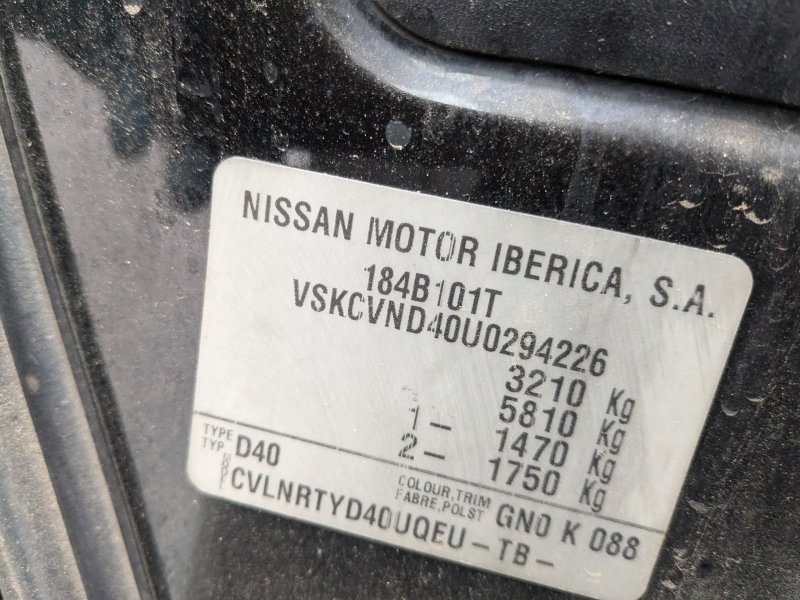 NISSAN MOTOR IBERICA, S.A.
184B101T
VSKCVND40U0294226
3210 Kg
5810 Kg
1 – 1470 Kg
2 – 1750 Kg
TYPE
TYP D40
COLOUR,TRIM
FABRE,POLST GN0 K 088
CVLNRTYD40UQEU – TB –